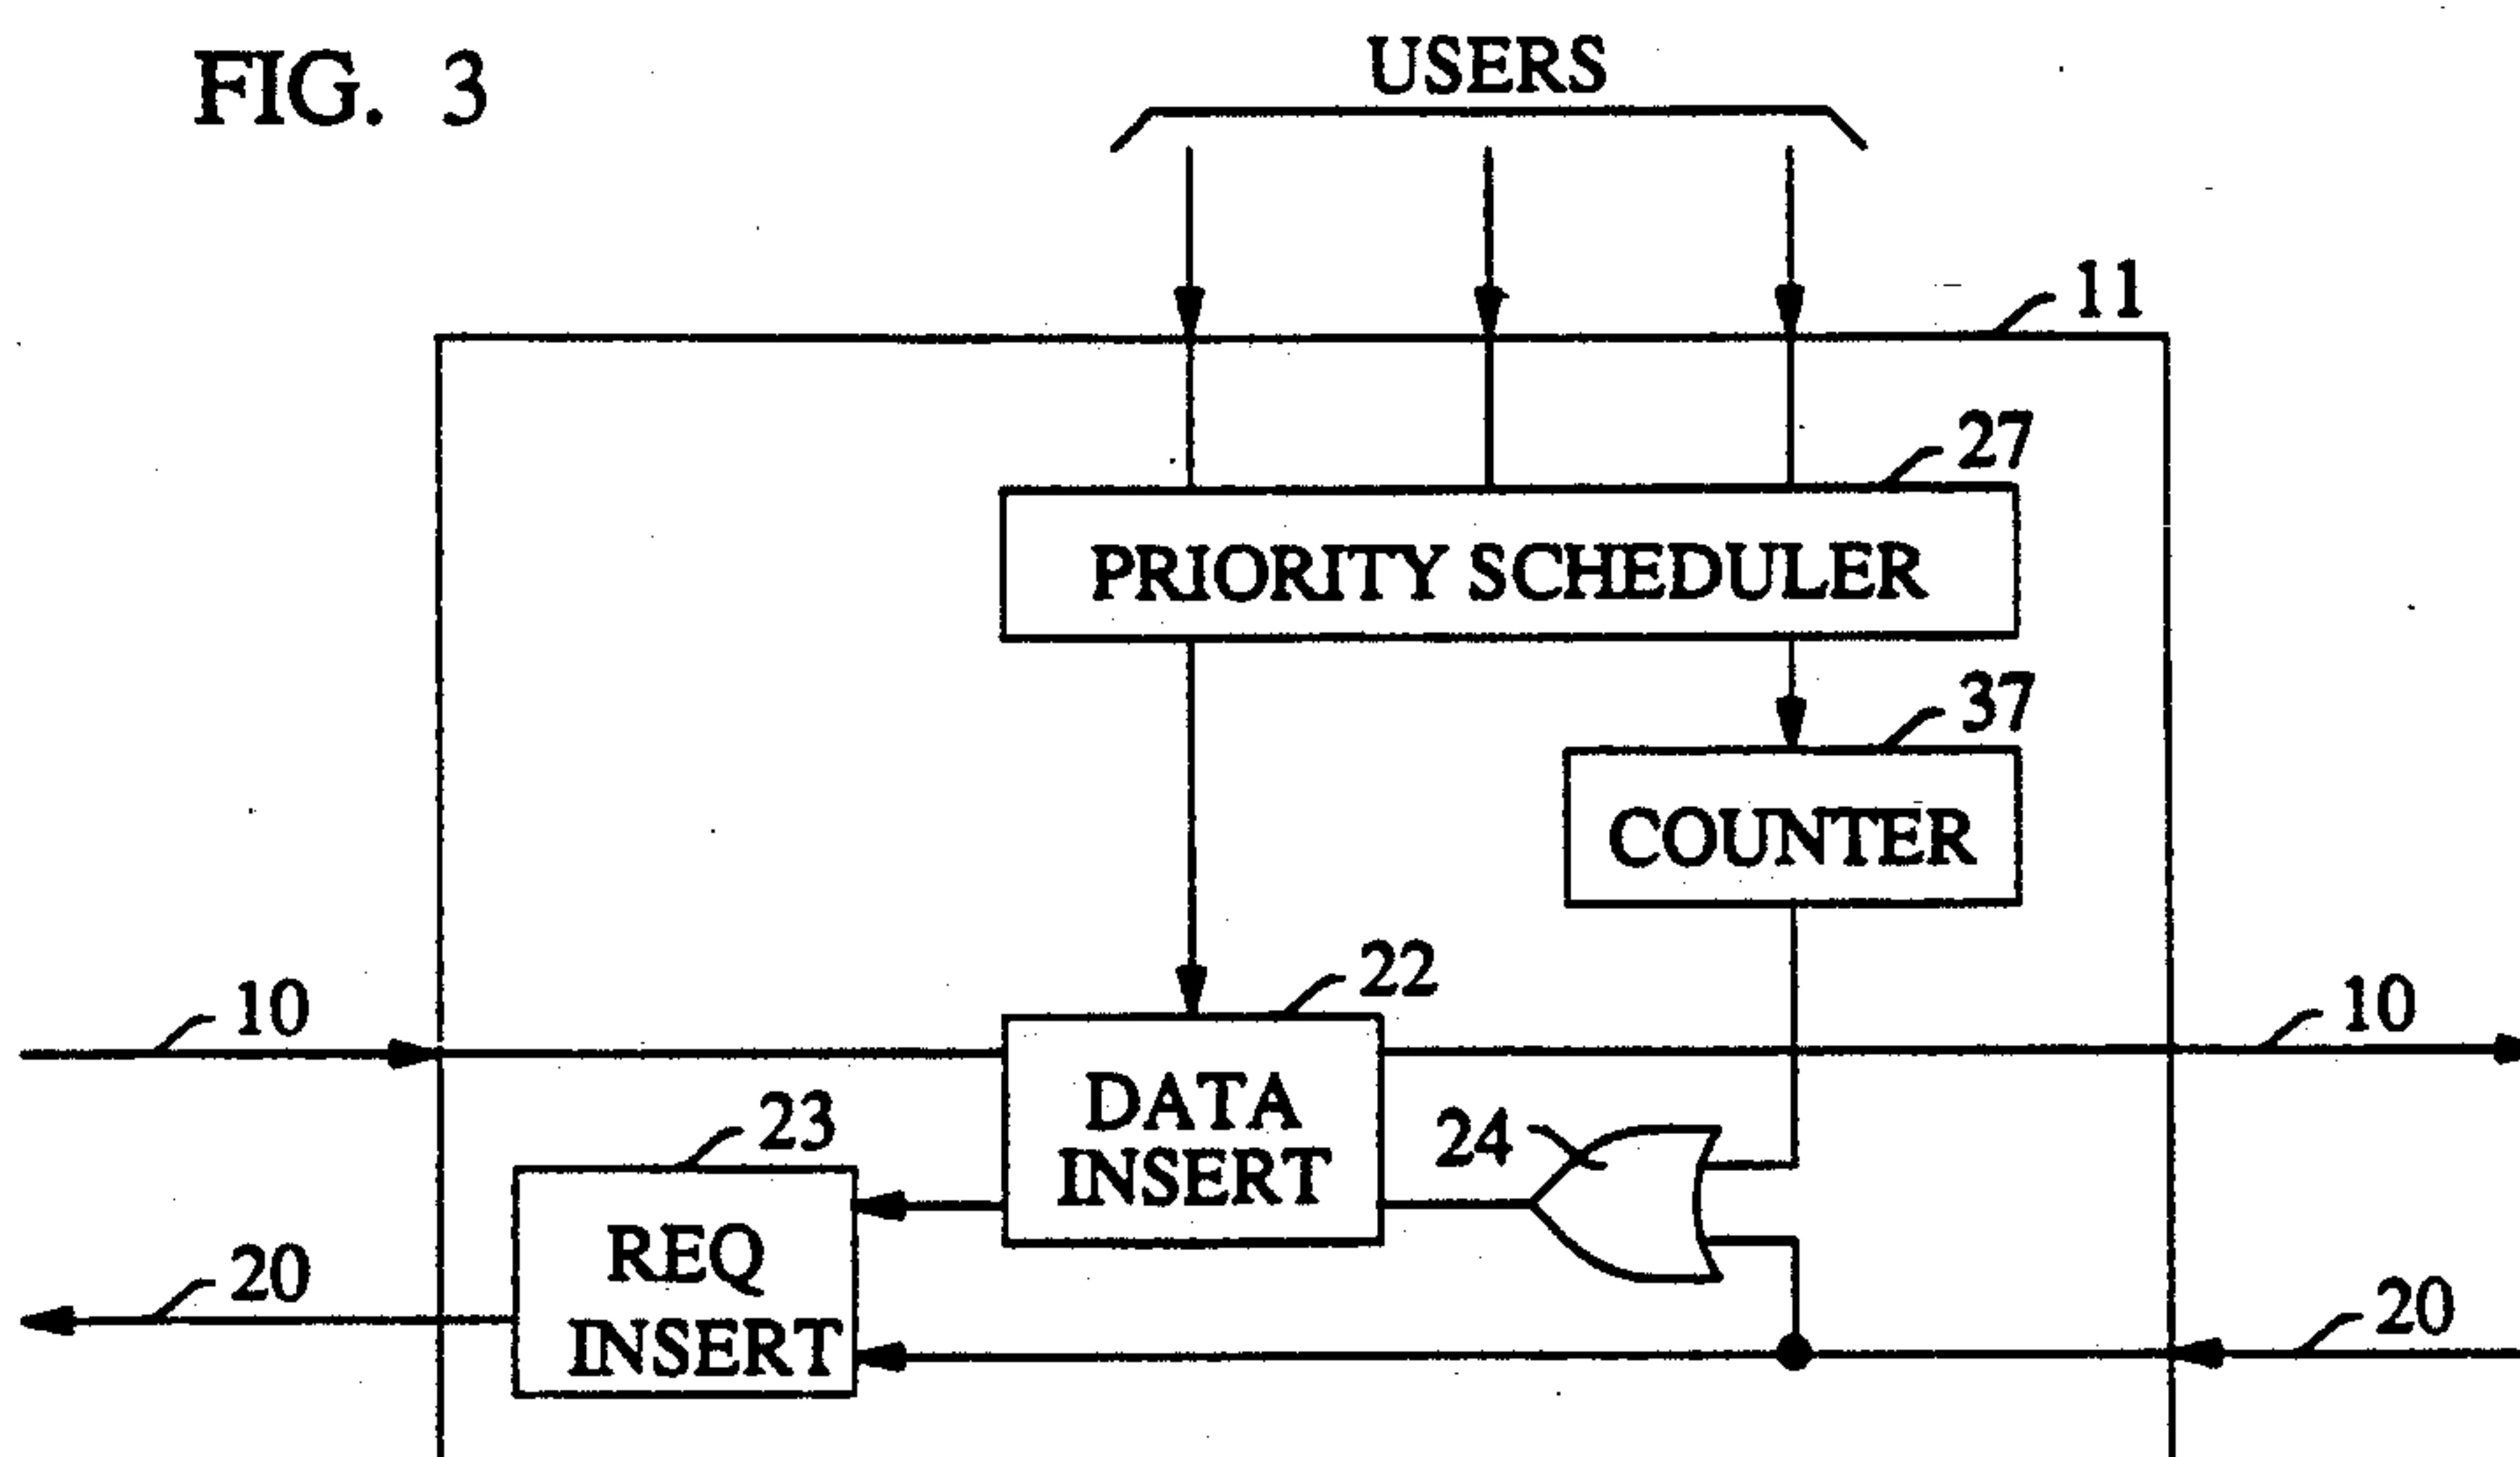 FIG. 3
USERS
11
27
PRIORITY SCHEDULER
37
COUNTER
22
10
10
DATA
INSERT
23
24
REQ
INSERT
20
20